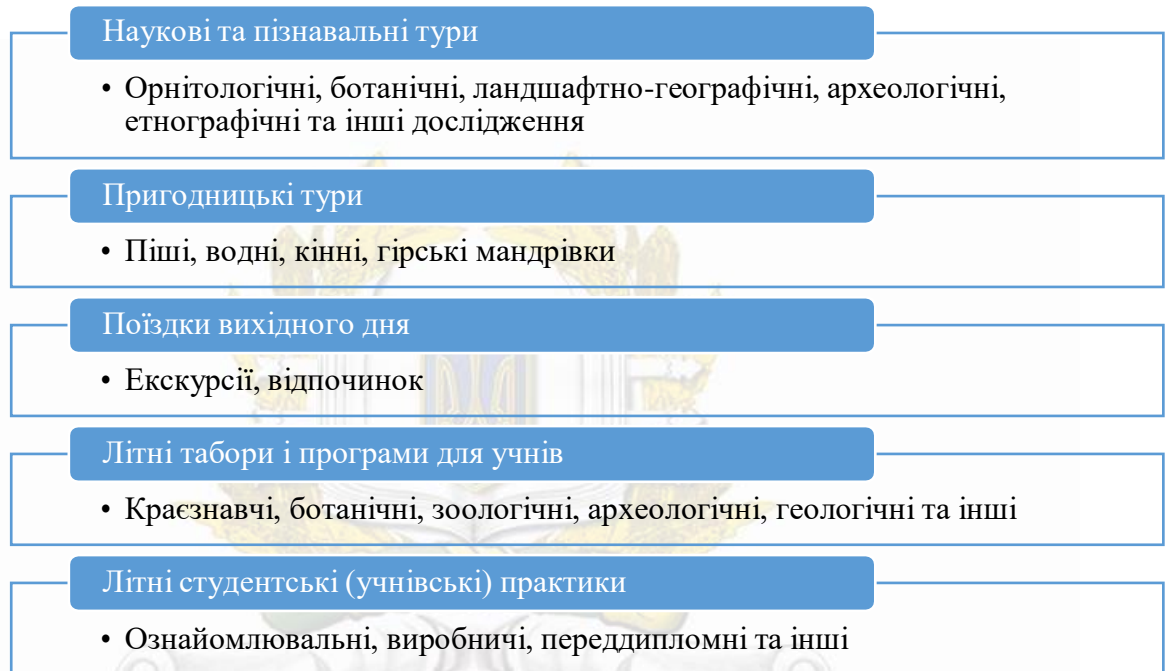 Наукові та пізнавальні тури
• Орнітологічні, ботанічні, ландшафтно-географічні, археологічні,
етнографічні та інші дослідження
Пригодницькі тури
• Піші, водні, кінні, гірські мандрівки
Поїздки вихідного дня
• Екскурсії, відпочинок
Літні табори і програми для учнів
• Краєзнавчі, ботанічні, зоологічні, археологічні, геологічні та інші
Літні студентські (учнівські) практики
• Ознайомлювальні, виробничі, переддипломні та інші